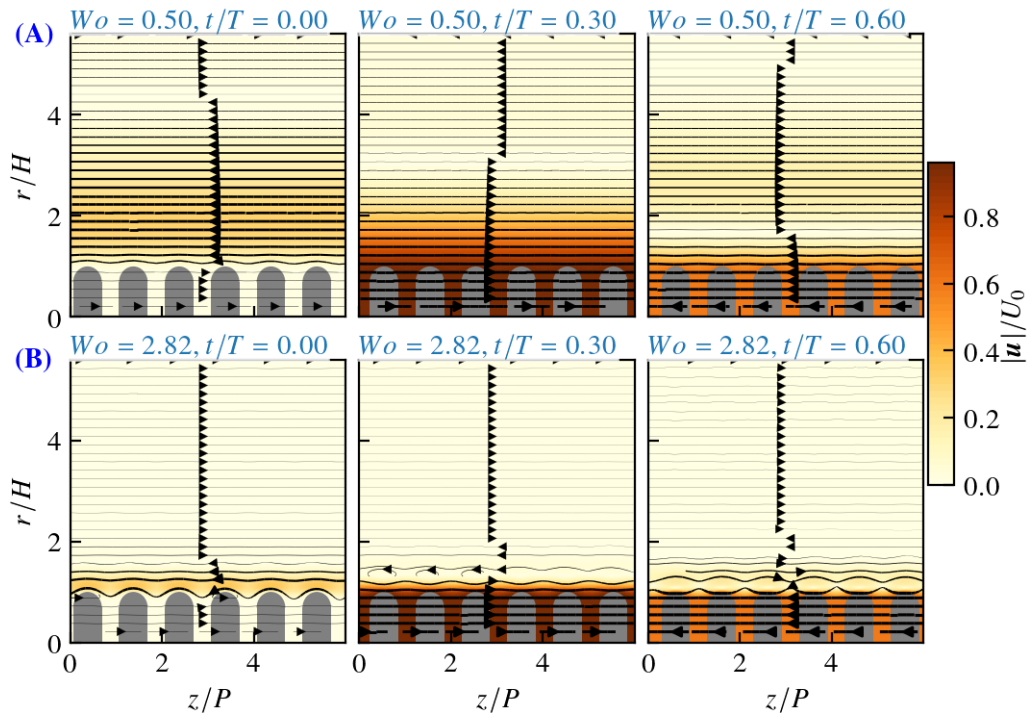 Wo = 0.50, t/T = 0.00
Wo = 0.50, t/T = 0.30
Wo = 0.50, t/T = 0.60
(A)
r/H
4
2
0
Wo = 2.82, t/T = 0.00
Wo = 2.82, t/T = 0.30
Wo = 2.82, t/T = 0.60
(B)
r/H
4
2
0
0 2 4
0 2 4
0 2 4
z/P
z/P
z/P
0.8
0.6
0.4
0.2
0.0
|u|/U₀